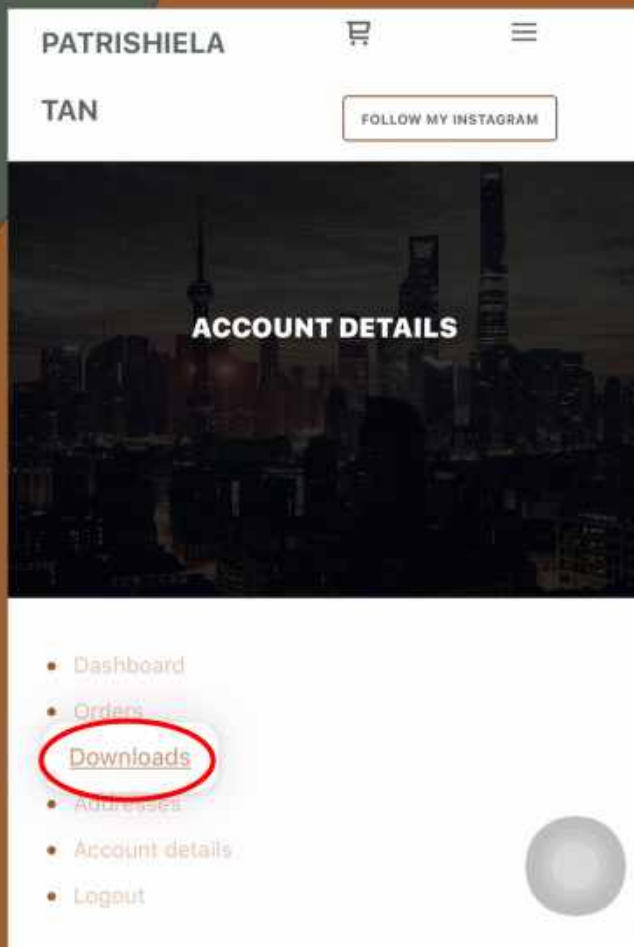 PATRISHIELA
TAN
FOLLOW MY INSTAGRAM
ACCOUNT DETAILS
Dashboard
Orders
Downloads
Addresses
Account details
Logout